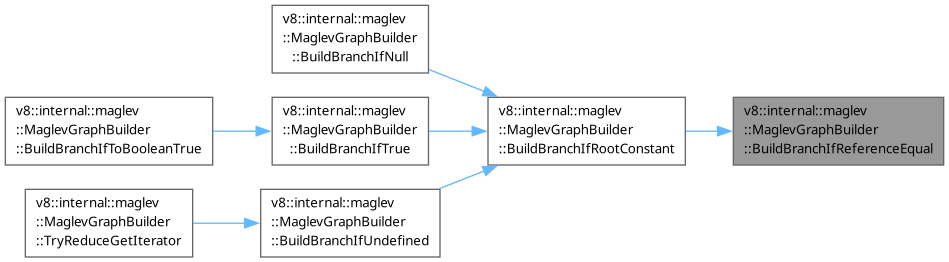 v8::internal::maglev
::MaglevGraphBuilder
::BuildBranchIfNull
v8::internal::maglev
::MaglevGraphBuilder
::BuildBranchIfToBooleanTrue
v8::internal::maglev
::MaglevGraphBuilder
::BuildBranchIfTrue
v8::internal::maglev
::MaglevGraphBuilder
::BuildBranchIfRootConstant
v8::internal::maglev
::MaglevGraphBuilder
::BuildBranchIfReferenceEqual
v8::internal::maglev
::MaglevGraphBuilder
::TryReduceGetIterator
v8::internal::maglev
::MaglevGraphBuilder
::BuildBranchIfUndefined